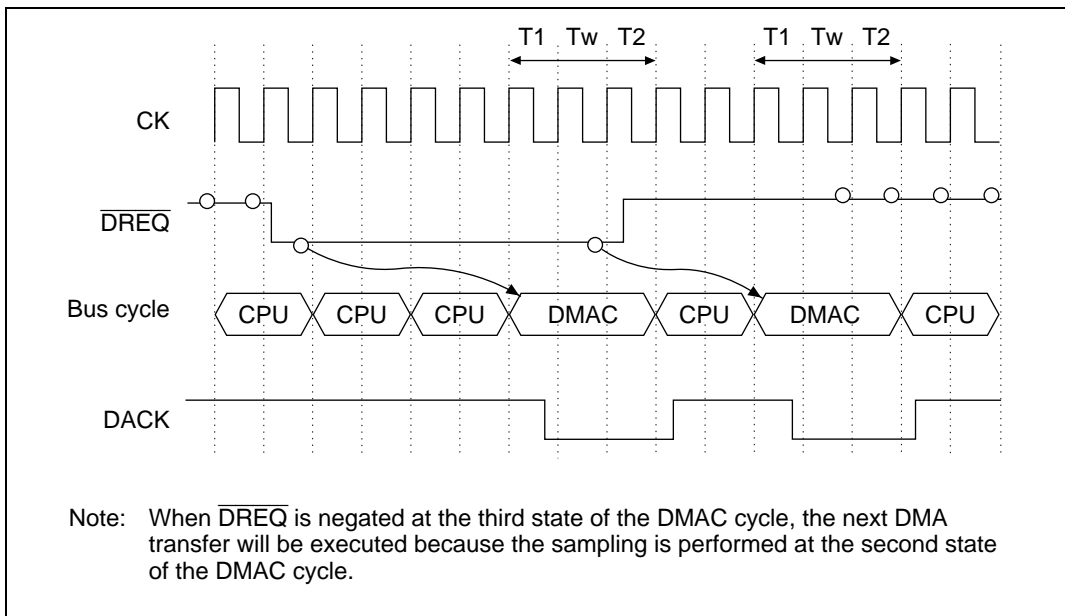 T1 Tw T2 T1 Tw T2
CK
DREQ
Bus cycle CPU CPU CPU DMAC CPU DMAC CPU
DACK
Note: When DREQ is negated at the third state of the DMAC cycle, the next DMA
transfer will be executed because the sampling is performed at the second state
of the DMAC cycle.